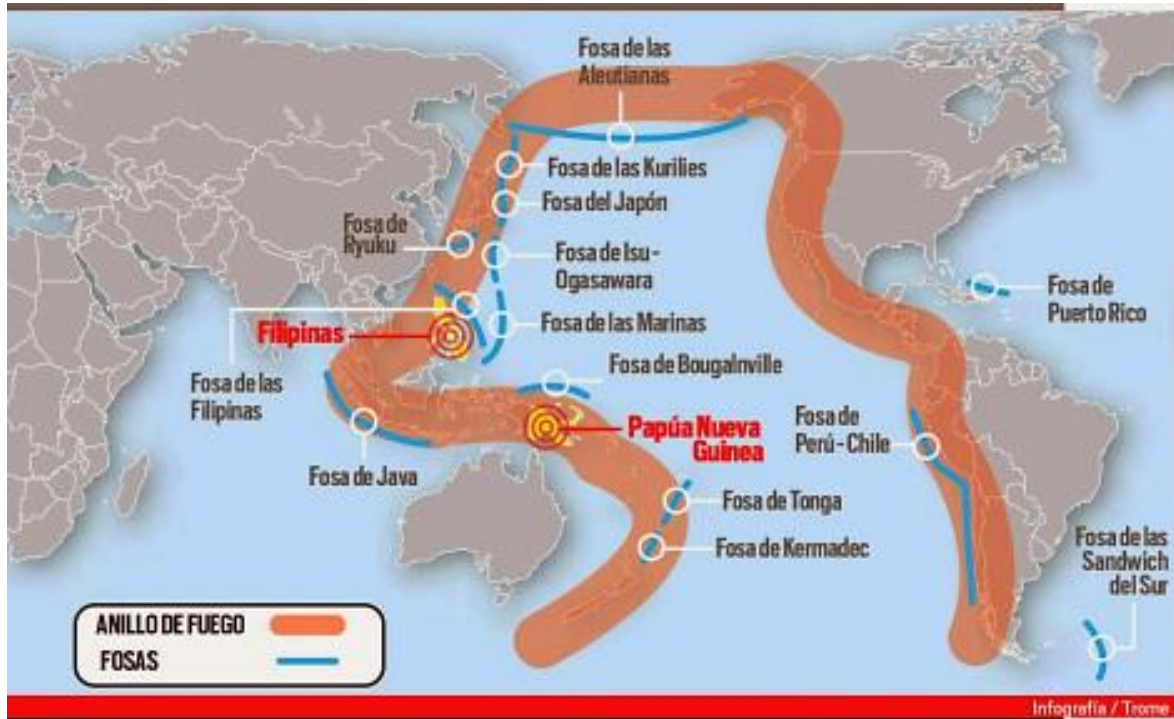 Fosa de las
Aleutianas
Fosa de las Kurilies
Fosa del Japón
Fosa de
Ryuku
Fosa de Isu-
Ogasawara
Fosa de
Puerto Rico
Filipinas
Fosa de las Marinas
Fosa de Bougalnville
Fosa de las
Filipinas
Papúa Nueva
Guinea
Fosa de
Perú-Chile
Fosa de Java
Fosa de Tonga
Fosa de Kermadec
Fosa de las
Sandwich
del Sur
ANILLO DE FUEGO
FOSAS
Infografía / Trome